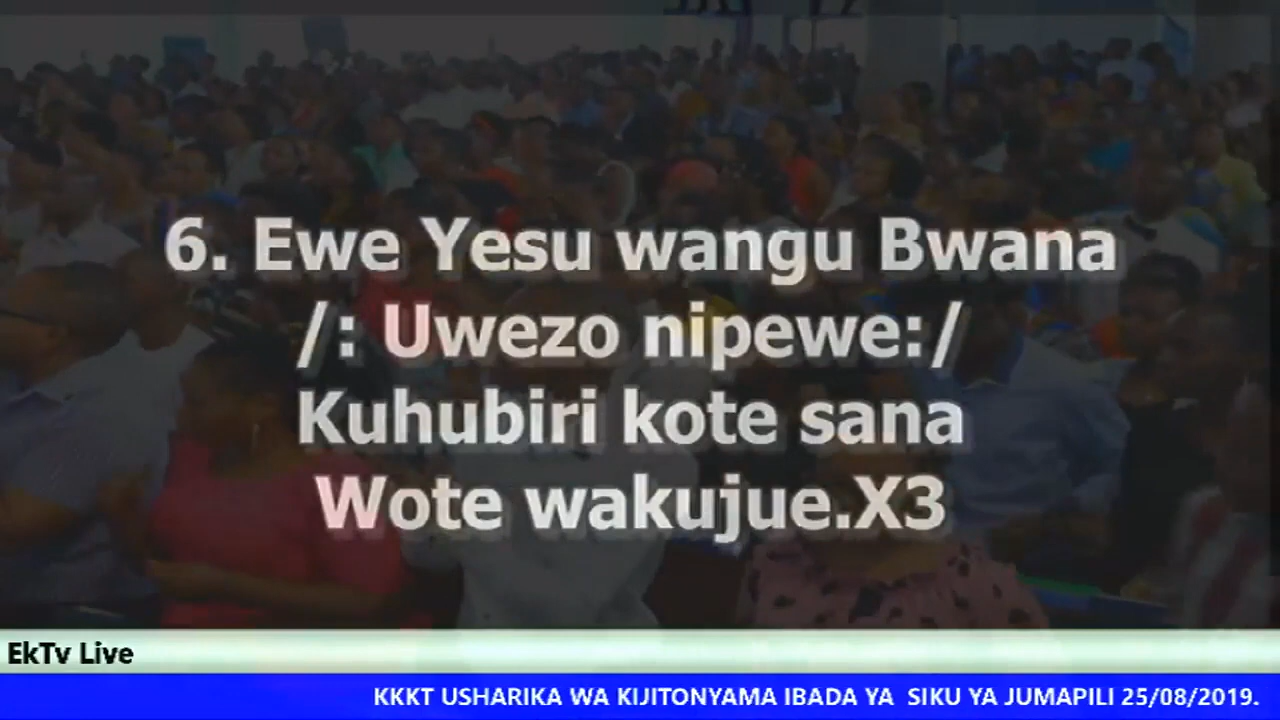 6. Ewe Yesu wangu Bwana
/: Uwezo nipewe:/
Kuhubiri kote sana
Wote wakujue.X3
EkTv Live
KKKT USHARIKA WA KIJITONYAMA IBADA YA SIKU YA JUMAPILI 25/08/2019.